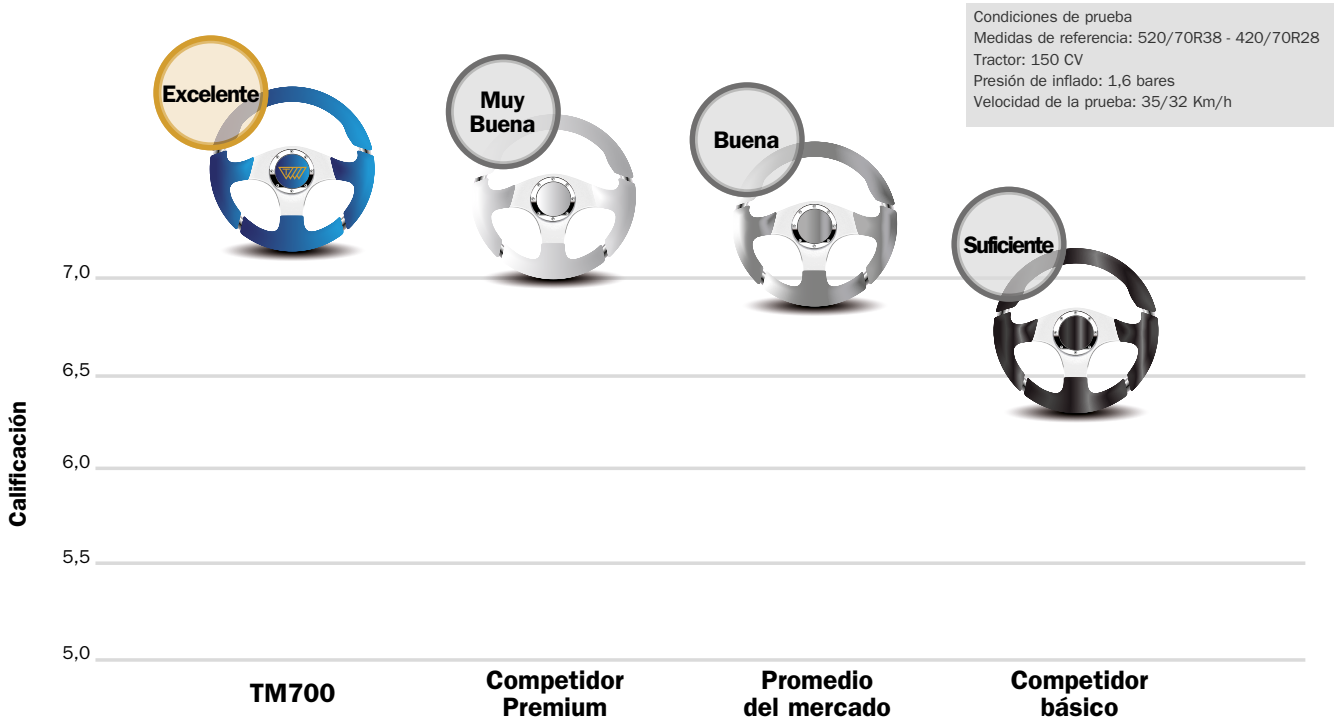 Condiciones de prueba
Medidas de referencia: 520/70R38 - 420/70R28
Tractor: 150 CV
Presión de inflado: 1,6 bares
Velocidad de la prueba: 35/32 Km/h
Excelente
Muy
Buena
Buena
Suficiente
7,0
6,5
6,0
5,5
5,0
Calificación
TM700
Competidor
Premium
Promedio
del mercado
Competidor
básico